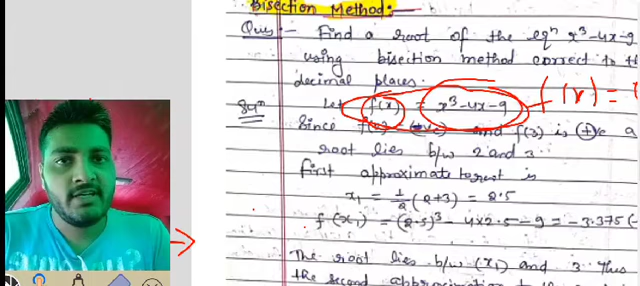 Bisection Method:-
Ques:- Find a root of the eqⁿ x³-4x-9
using bisection method correct to th
decimal places.
Solⁿ Let f(x) = x³-4x-9 f(x) =
Since f(2) (-ve) and f(3) is (+)ve a
root lies b/w 2 and 3.
First approximate to root is
x₁ = 1/2 (2+3) = 2.5
f(x₁) = (2.5)³ - 4×2.5 - 9 = -3.375 (-
The root lies b/w (x₁) and 3. Thus
the second